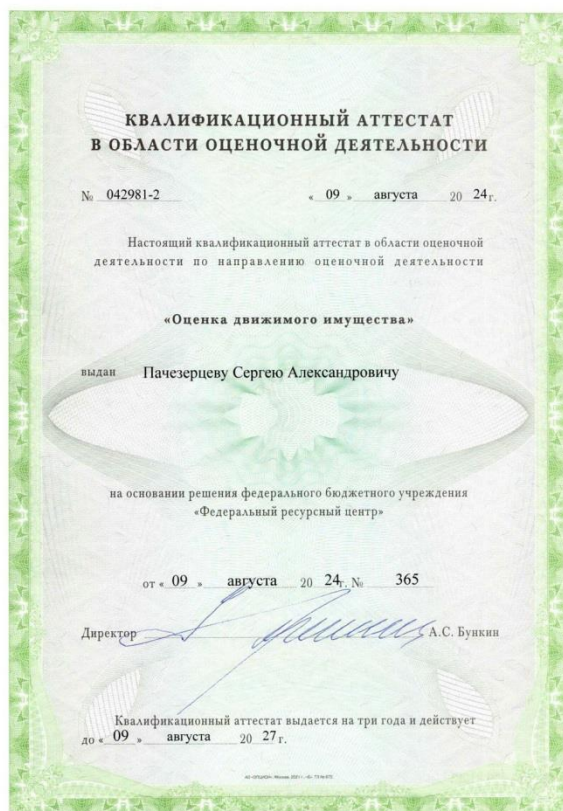 КВАЛИФИКАЦИОННЫЙ АТТЕСТАТ
В ОБЛАСТИ ОЦЕНОЧНОЙ ДЕЯТЕЛЬНОСТИ
№ 042981-2 « 09 » августа 20 24 г.
Настоящий квалификационный аттестат в области оценочной
деятельности по направлению оценочной деятельности
«Оценка движимого имущества»
выдан Пачезерцеву Сергею Александровичу
на основании решения федерального бюджетного учреждения
«Федеральный ресурсный центр»
от « 09 » августа 20 24 г. № 365
Директор А.С. Бункин
Квалификационный аттестат выдается на три года и действует
до « 09 » августа 20 27 г.